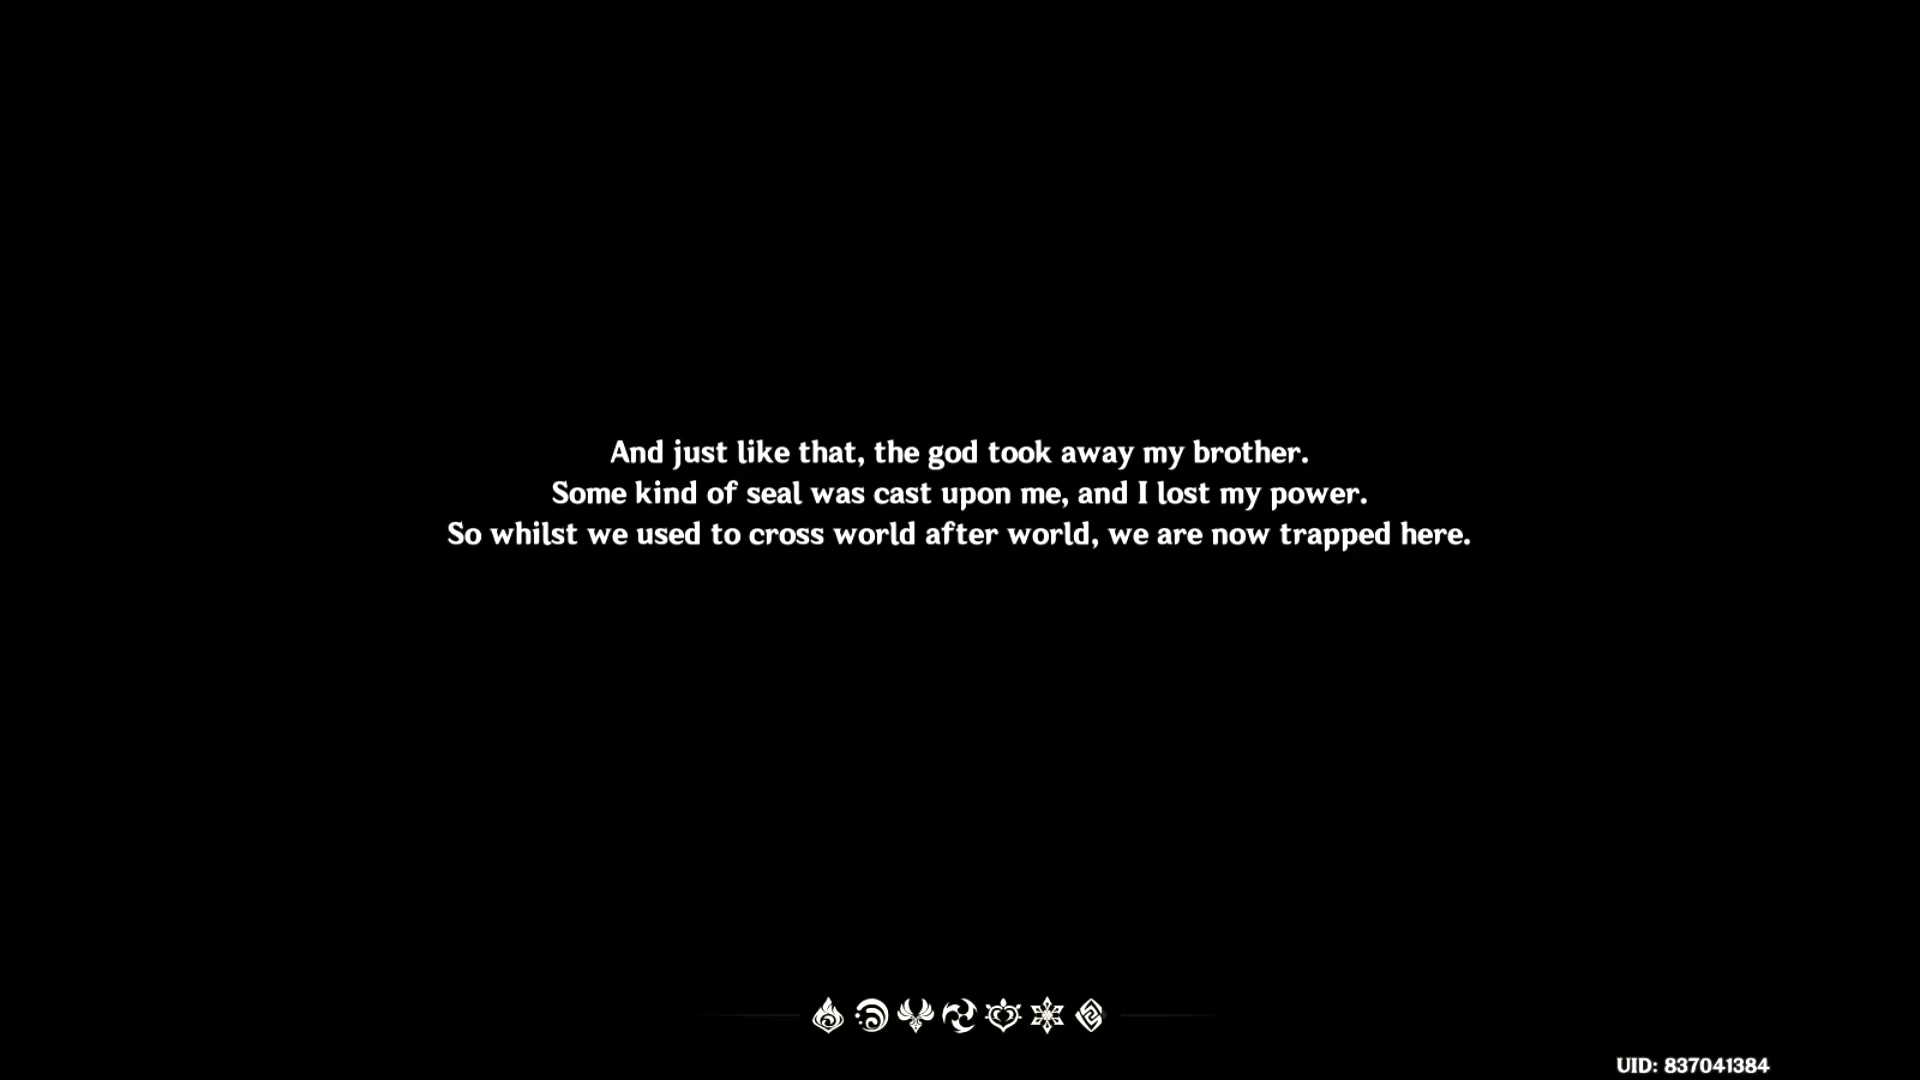 And just like that, the god took away my brother.
Some kind of seal was cast upon me, and I lost my power.
So whilst we used to cross world after world, we are now trapped here.
UID: 837041384